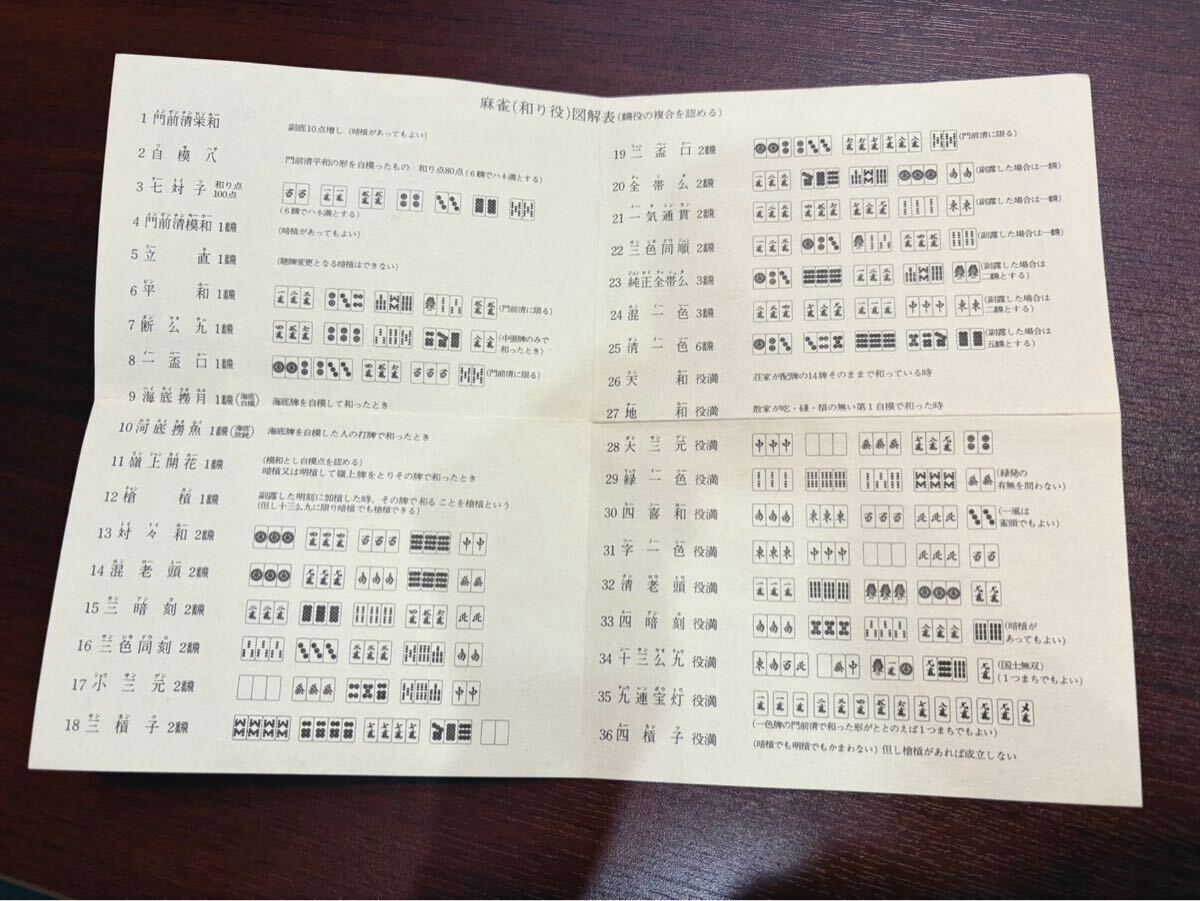 麻雀(和り役)図解表(飜役の複合を認める)
1 門前清栄和 副底10点増し (暗槓があってもよい)
2 自模八 門前清平和の形を自摸ったもの 和り点80点 (6飜でハネ満とする)
3 七対子 和り点 100点
(6飜でハネ満とする)
4 門前清模和 1飜 (暗槓があってもよい)
5 立直 1飜 (聴牌変更となる暗槓はできない)
6 平和 1飜 (門前清に限る)
7 断么九 1飜 (中張牌のみで和ったとき)
8 一盃口 1飜 (門前清に限る)
9 海底撈月 1飜 海底牌を自模して和ったとき
10 河底撈魚 1飜 海底牌を自模した人の打牌で和ったとき
11 嶺上開花 1飜 (模和とし自模点を認める)
暗槓又は明槓して嶺上牌をとりその牌で和ったとき
12 槍槓 1飜 副露した明刻に加槓した時、その牌で和ることを槍槓という
(但し十三么九に限り暗槓でも槍槓できる)
13 対々和 2飜
14 混老頭 2飜
15 三暗刻 2飜
16 三色同刻 2飜
17 小三元 2飜
18 三槓子 2飜
19 二盃口 2飜 (門前清に限る)
20 全帯么 2飜 (副露した場合は一飜)
21 一気通貫 2飜 (副露した場合は一飜)
22 三色同順 2飜 (副露した場合は一飜)
23 純正全帯么 3飜 (副露した場合は二飜とする)
24 混一色 3飜 (副露した場合は二飜とする)
25 清一色 6飜 (副露した場合は五飜とする)
26 天和 役満 荘家が配牌の14牌そのままで和っている時
27 地和 役満 散家が吃・碰・槓の無い第1自模で和った時
28 大三元 役満
29 緑一色 役満 (緑発の有無を問わない)
30 四喜和 役満 (一風は雀頭でもよい)
31 字一色 役満
32 清老頭 役満
33 四暗刻 役満 (暗槓があってもよい)
34 十三么九 役満 (国士無双)(1つまちでもよい)
35 九連宝灯 役満
(一色牌の門前清で和った形がととのえば1つまちでもよい)
36 四槓子 役満 (暗槓でも明槓でもかまわない) 但し槍槓があれば成立しない